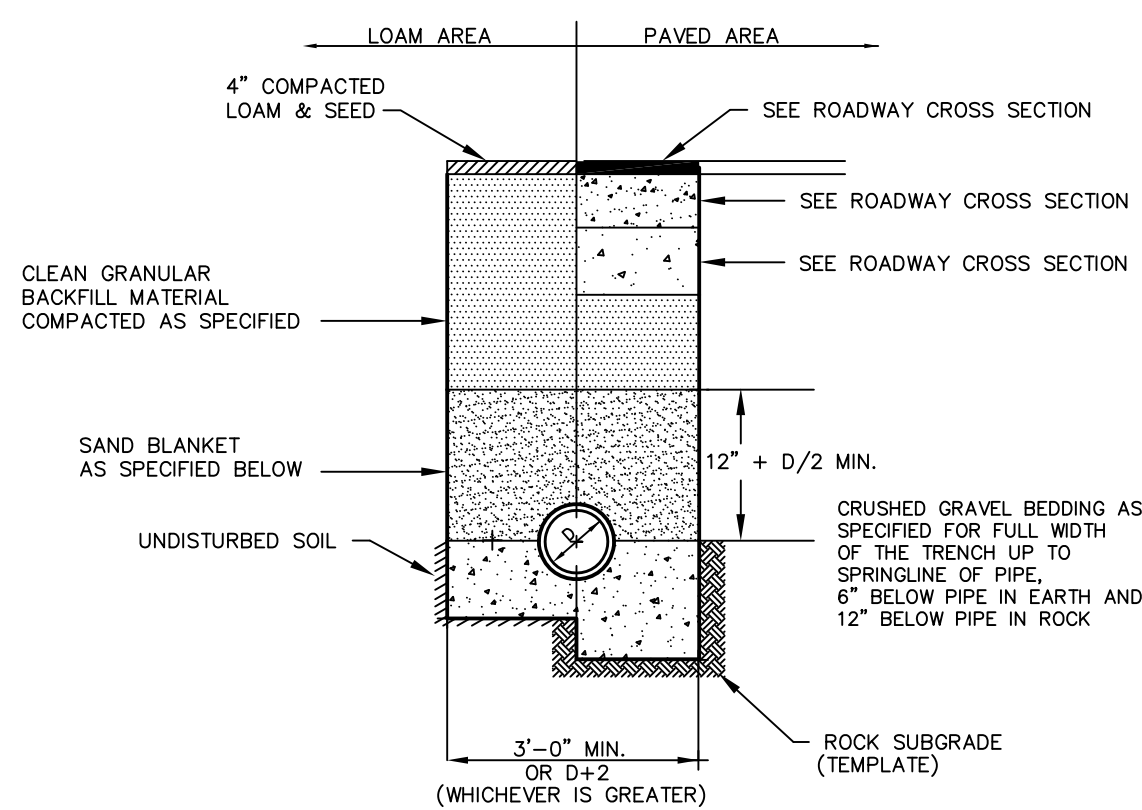 LOAM AREA
PAVED AREA
4" COMPACTED
LOAM & SEED
SEE ROADWAY CROSS SECTION
SEE ROADWAY CROSS SECTION
SEE ROADWAY CROSS SECTION
CLEAN GRANULAR
BACKFILL MATERIAL
COMPACTED AS SPECIFIED
SAND BLANKET
AS SPECIFIED BELOW
12" + D/2 MIN.
UNDISTURBED SOIL
D
CRUSHED GRAVEL BEDDING AS
SPECIFIED FOR FULL WIDTH
OF THE TRENCH UP TO
SPRINGLINE OF PIPE,
6" BELOW PIPE IN EARTH AND
12" BELOW PIPE IN ROCK
ROCK SUBGRADE
(TEMPLATE)
3'-0" MIN.
OR D+2
(WHICHEVER IS GREATER)